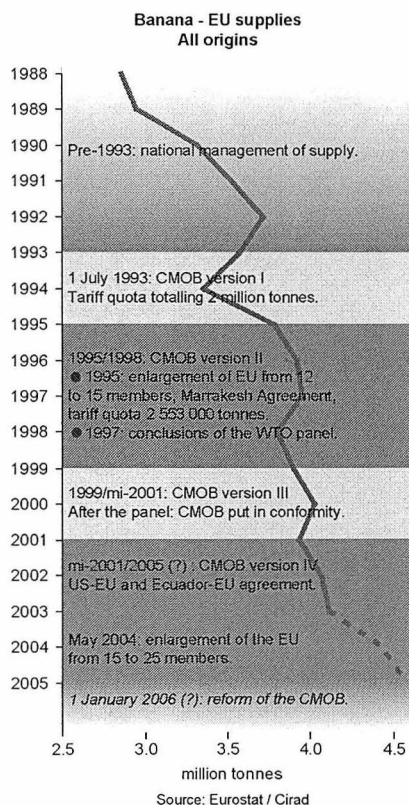 Banana - EU supplies
All origins
1988
1989
1990
Pre-1993: national management of supply.
1991
1992
1993
1 July 1993: CMOB version I
1994
Tariff quota totalling 2 million tonnes.
1995
1995/1998: CMOB version II
1996
1995: enlargement of EU from 12
1997
to 15 members, Marrakesh Agreement,
tariff quota 2 553 000 tonnes.
1998
1997: conclusions of the WTO panel.
1999
1999/mi-2001: CMOB version III
2000
After the panel: CMOB put in conformity.
2001
mi-2001/2005 (?) : CMOB version IV
2002
US-EU and Ecuador-EU agreement.
2003
May 2004: enlargement of the EU
2004
from 15 to 25 members.
2005
1 January 2006 (?): reform of the CMOB.
2.5 3.0 3.5 4.0 4.5
million tonnes
Source: Eurostat / Cirad